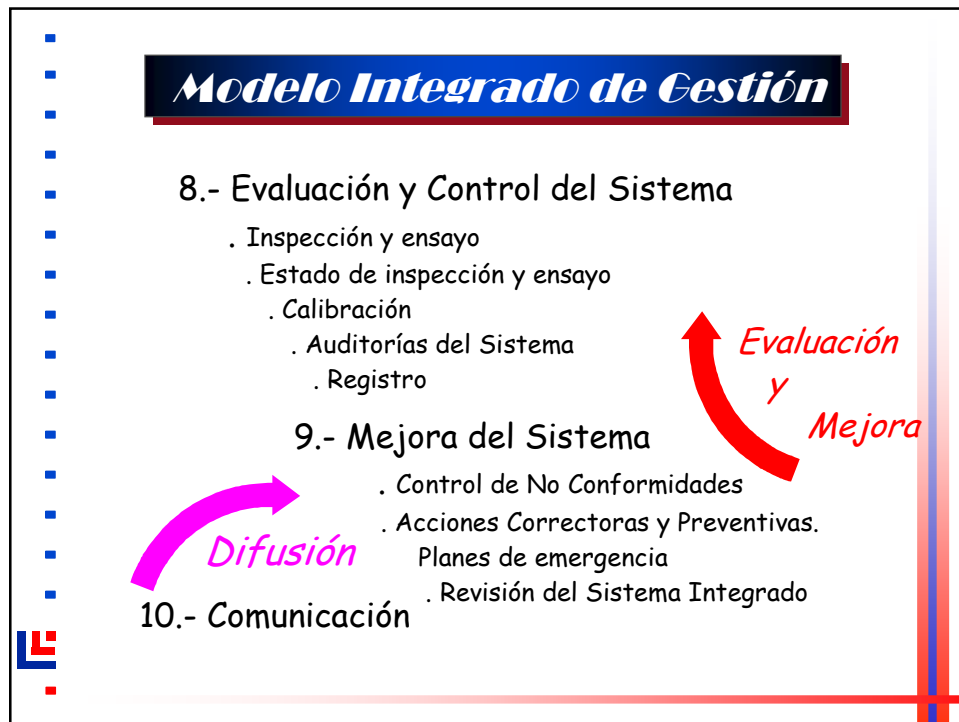 Modelo Integrado de Gestión
8.- Evaluación y Control del Sistema
. Inspección y ensayo
. Estado de inspección y ensayo
. Calibración
. Auditorías del Sistema
. Registro
Evaluación
y
Mejora
9.- Mejora del Sistema
. Control de No Conformidades
. Acciones Correctoras y Preventivas.
Planes de emergencia
. Revisión del Sistema Integrado
Difusión
10.- Comunicación